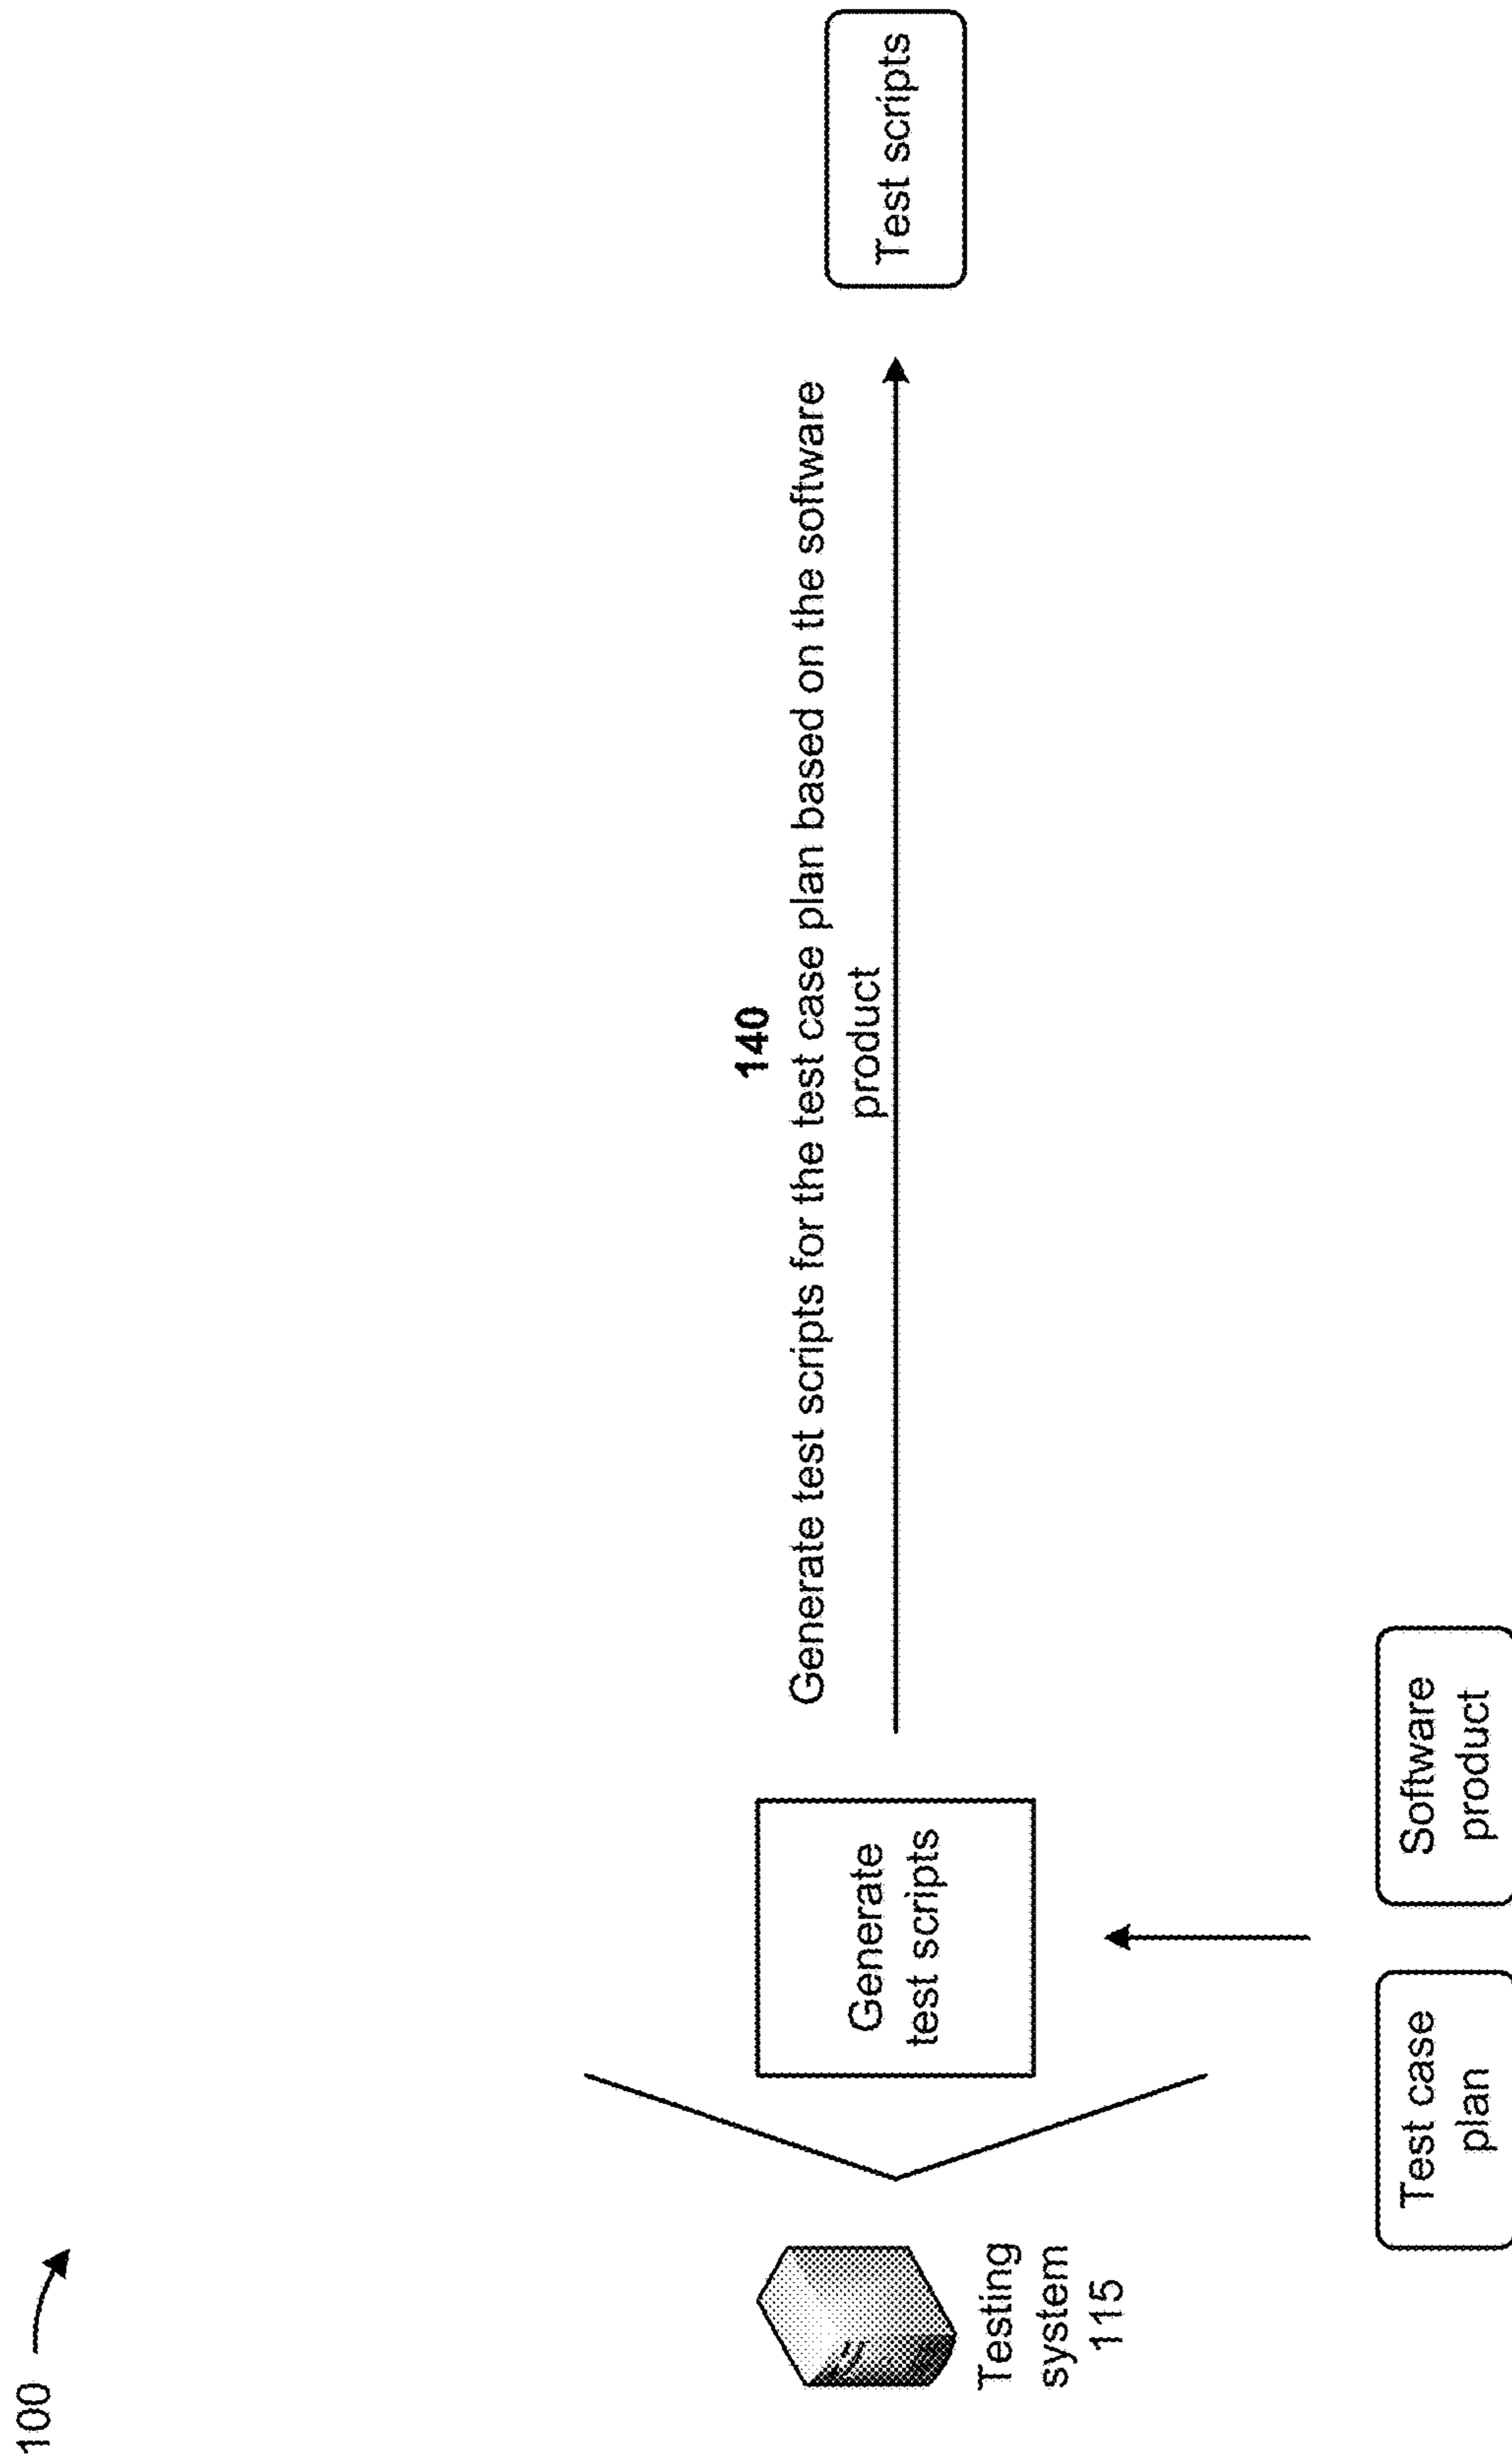 100
140
Generate test scripts for the test case plan based on the software
product
Test scripts
Generate
test scripts
Testing
system
115
Test case
plan
Software
product